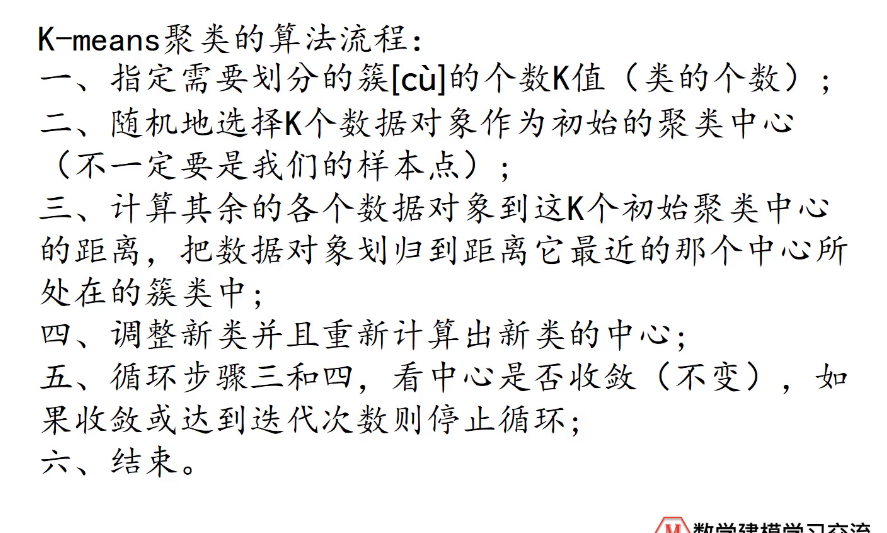 K-means聚类的算法流程：
一、指定需要划分的簇[cù]的个数K值（类的个数）；
二、随机地选择K个数据对象作为初始的聚类中心
（不一定要是我们的样本点）；
三、计算其余的各个数据对象到这K个初始聚类中心
的距离，把数据对象划归到距离它最近的那个中心所
处在的簇类中；
四、调整新类并且重新计算出新类的中心；
五、循环步骤三和四，看中心是否收敛（不变），如
果收敛或达到迭代次数则停止循环；
六、结束。
M 数学建模学习交流